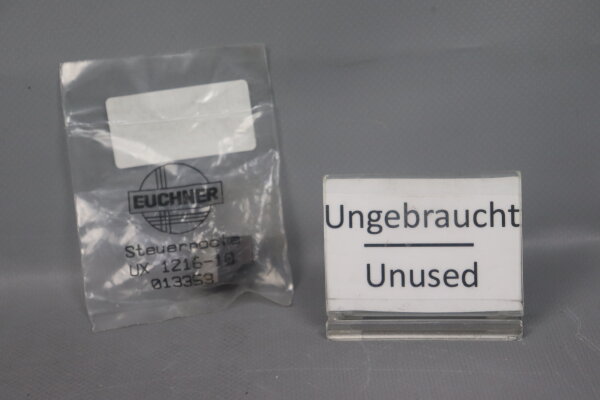 EUCHNER
Steuernocke
UX 1216-10
013353
Ungebraucht
Unused